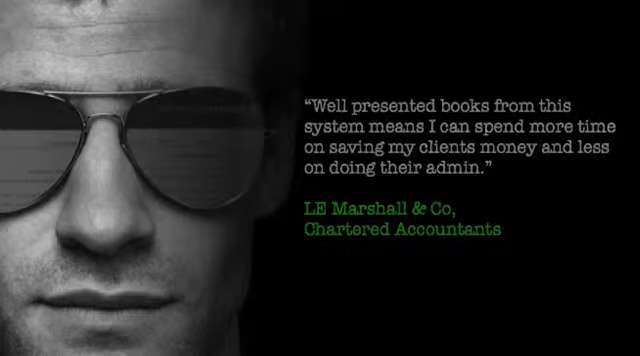 “Well presented books from this
system means I can spend more time
on saving my clients money and less
on doing their admin.”
LE Marshall & Co,
Chartered Accountants